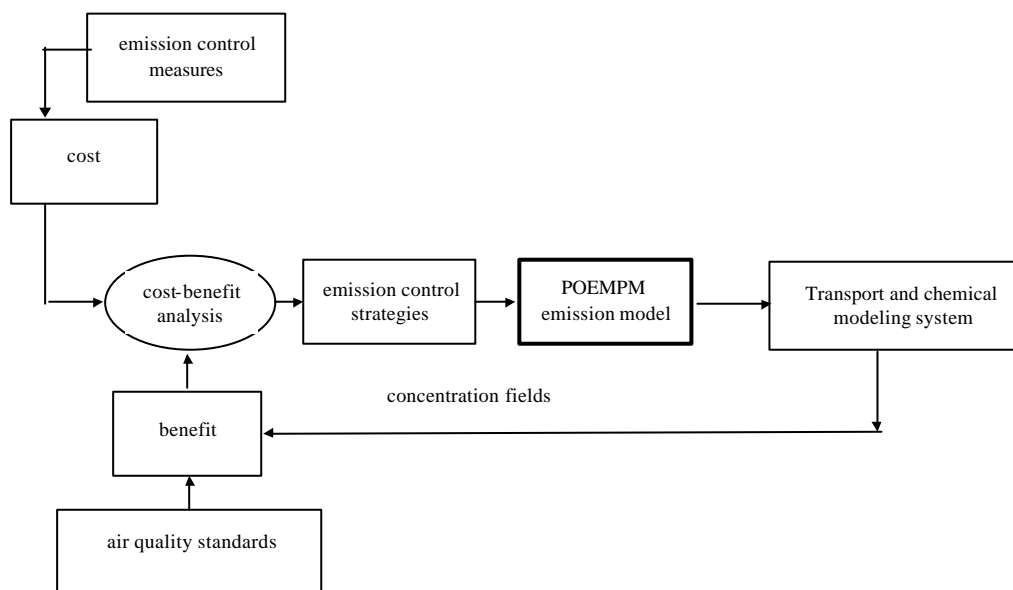 emission control
measures
cost
cost-benefit
analysis
emission control
strategies
POEMPM
emission model
Transport and chemical
modeling system
concentration fields
benefit
air quality standards